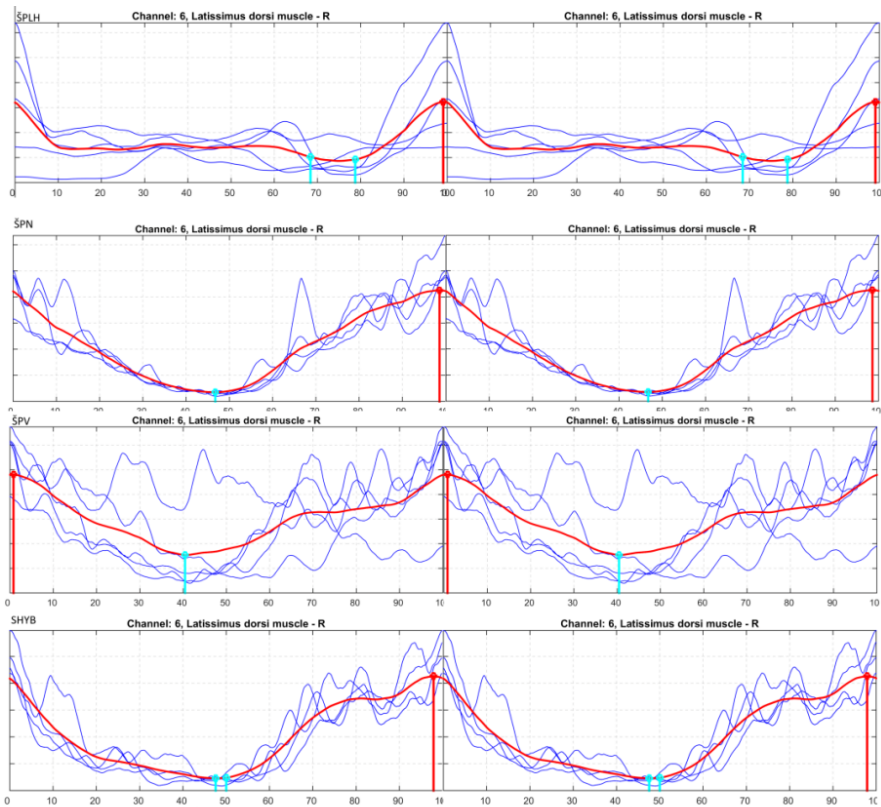 ŠPLH
Channel: 6, Latissimus dorsi muscle - R Channel: 6, Latissimus dorsi muscle - R
0 10 20 30 40 50 60 70 80 90 100 10 20 30 40 50 60 70 80 90 10
ŠPN
Channel: 6, Latissimus dorsi muscle - R Channel: 6, Latissimus dorsi muscle - R
0 10 20 30 40 50 60 70 80 90 10 10 20 30 40 50 60 70 80 90 10
ŠPV
Channel: 6, Latissimus dorsi muscle - R Channel: 6, Latissimus dorsi muscle - R
0 10 20 30 40 50 60 70 80 90 10 10 20 30 40 50 60 70 80 90 10
SHYB
Channel: 6, Latissimus dorsi muscle - R Channel: 6, Latissimus dorsi muscle - R
0 10 20 30 40 50 60 70 80 90 10 10 20 30 40 50 60 70 80 90 10